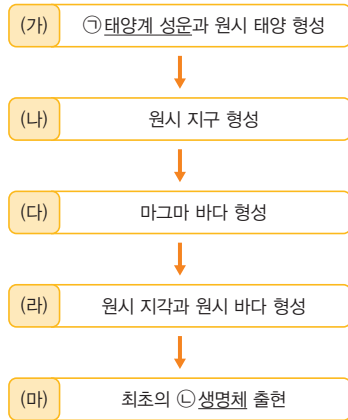 (가) ㉠태양계 성운과 원시 태양 형성
(나) 원시 지구 형성
(다) 마그마 바다 형성
(라) 원시 지각과 원시 바다 형성
(마) 최초의 ㉡생명체 출현